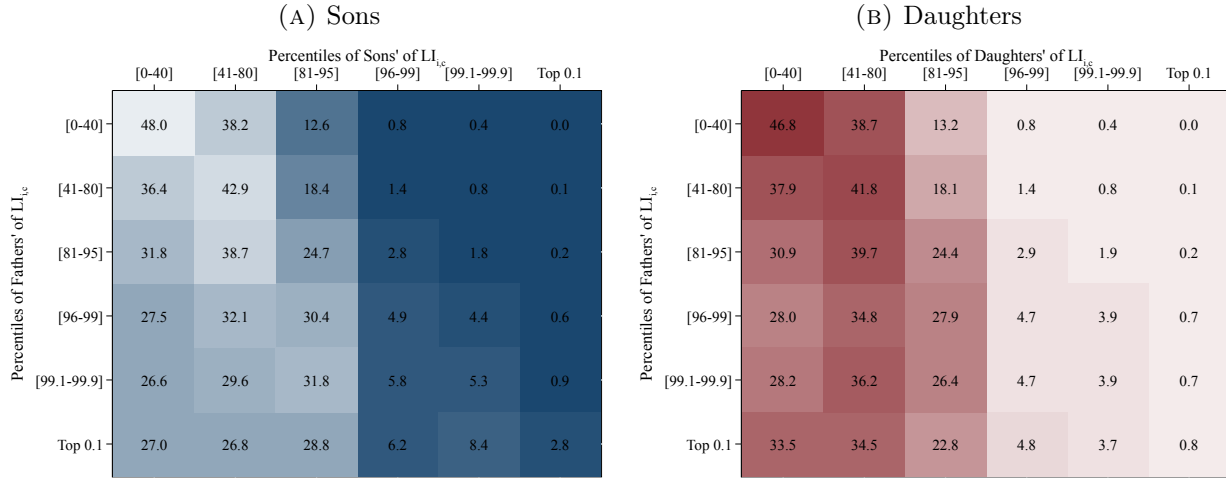 (A) Sons
Percentiles of Sons' of LI_{i,c}
[0-40] [41-80] [81-95] [96-99] [99.1-99.9] Top 0.1
Percentiles of Fathers' of LI_{i,c}
[0-40] 48.0 38.2 12.6 0.8 0.4 0.0
[41-80] 36.4 42.9 18.4 1.4 0.8 0.1
[81-95] 31.8 38.7 24.7 2.8 1.8 0.2
[96-99] 27.5 32.1 30.4 4.9 4.4 0.6
[99.1-99.9] 26.6 29.6 31.8 5.8 5.3 0.9
Top 0.1 27.0 26.8 28.8 6.2 8.4 2.8
(B) Daughters
Percentiles of Daughters' of LI_{i,c}
[0-40] [41-80] [81-95] [96-99] [99.1-99.9] Top 0.1
Percentiles of Fathers' of LI_{i,c}
[0-40] 46.8 38.7 13.2 0.8 0.4 0.0
[41-80] 37.9 41.8 18.1 1.4 0.8 0.1
[81-95] 30.9 39.7 24.4 2.9 1.9 0.2
[96-99] 28.0 34.8 27.9 4.7 3.9 0.7
[99.1-99.9] 28.2 36.2 26.4 4.7 3.9 0.7
Top 0.1 33.5 34.5 22.8 4.8 3.7 0.8